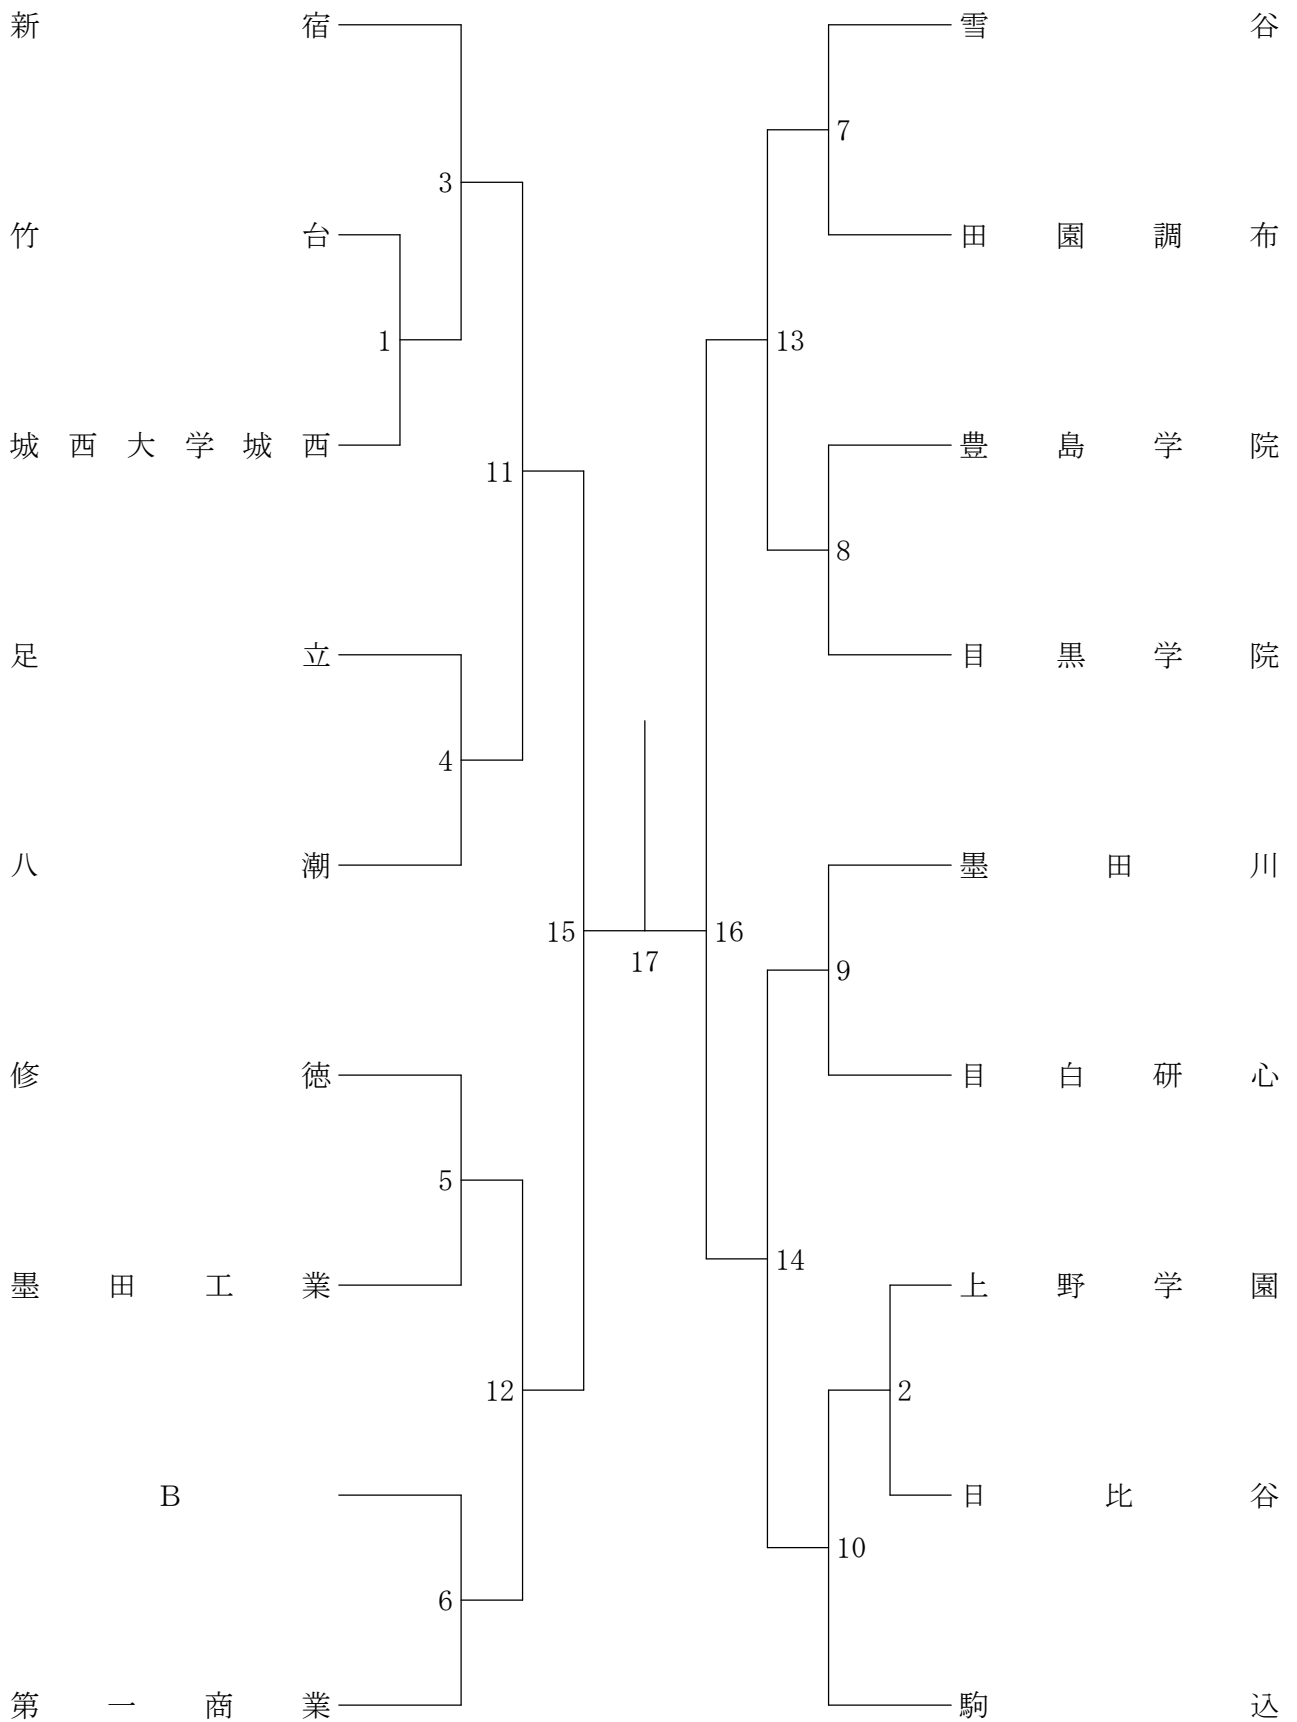 新宿
3
竹台
1
城西大学城西
11
足立
4
八潮
15
修徳
5
墨田工業
12
B
6
第一商業
17
雪谷
7
田園調布
13
豊島学院
8
目黒学院
墨田川
16
9
目白研心
14
上野学園
2
日比谷
10
駒込